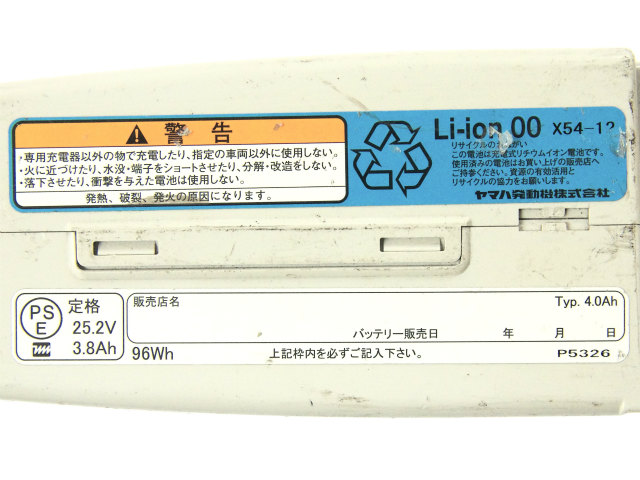 警告
・専用充電器以外の物で充電したり、指定の車両以外に使用しない。
・火に近づけたり、水没・端子をショートさせたり、分解・改造をしない。
・落下させたり、衝撃を与えた電池は使用しない。
発熱、破裂、発火の原因になります。
Li-ion 00 X54-12
リサイクルのおねがい
この電池は充電式リチウムイオン電池です。
使用済みの電池はお買い上げの販売店へ
ご持参ください。資源の有効活用と
リサイクルの協力をお願いします。
ヤマハ発動機株式会社
PS
E
定格
25.2V
3.8Ah
販売店名
Typ. 4.0Ah
バッテリー販売日 年 月 日
96Wh
上記枠内を必ずご記入下さい。
P5326